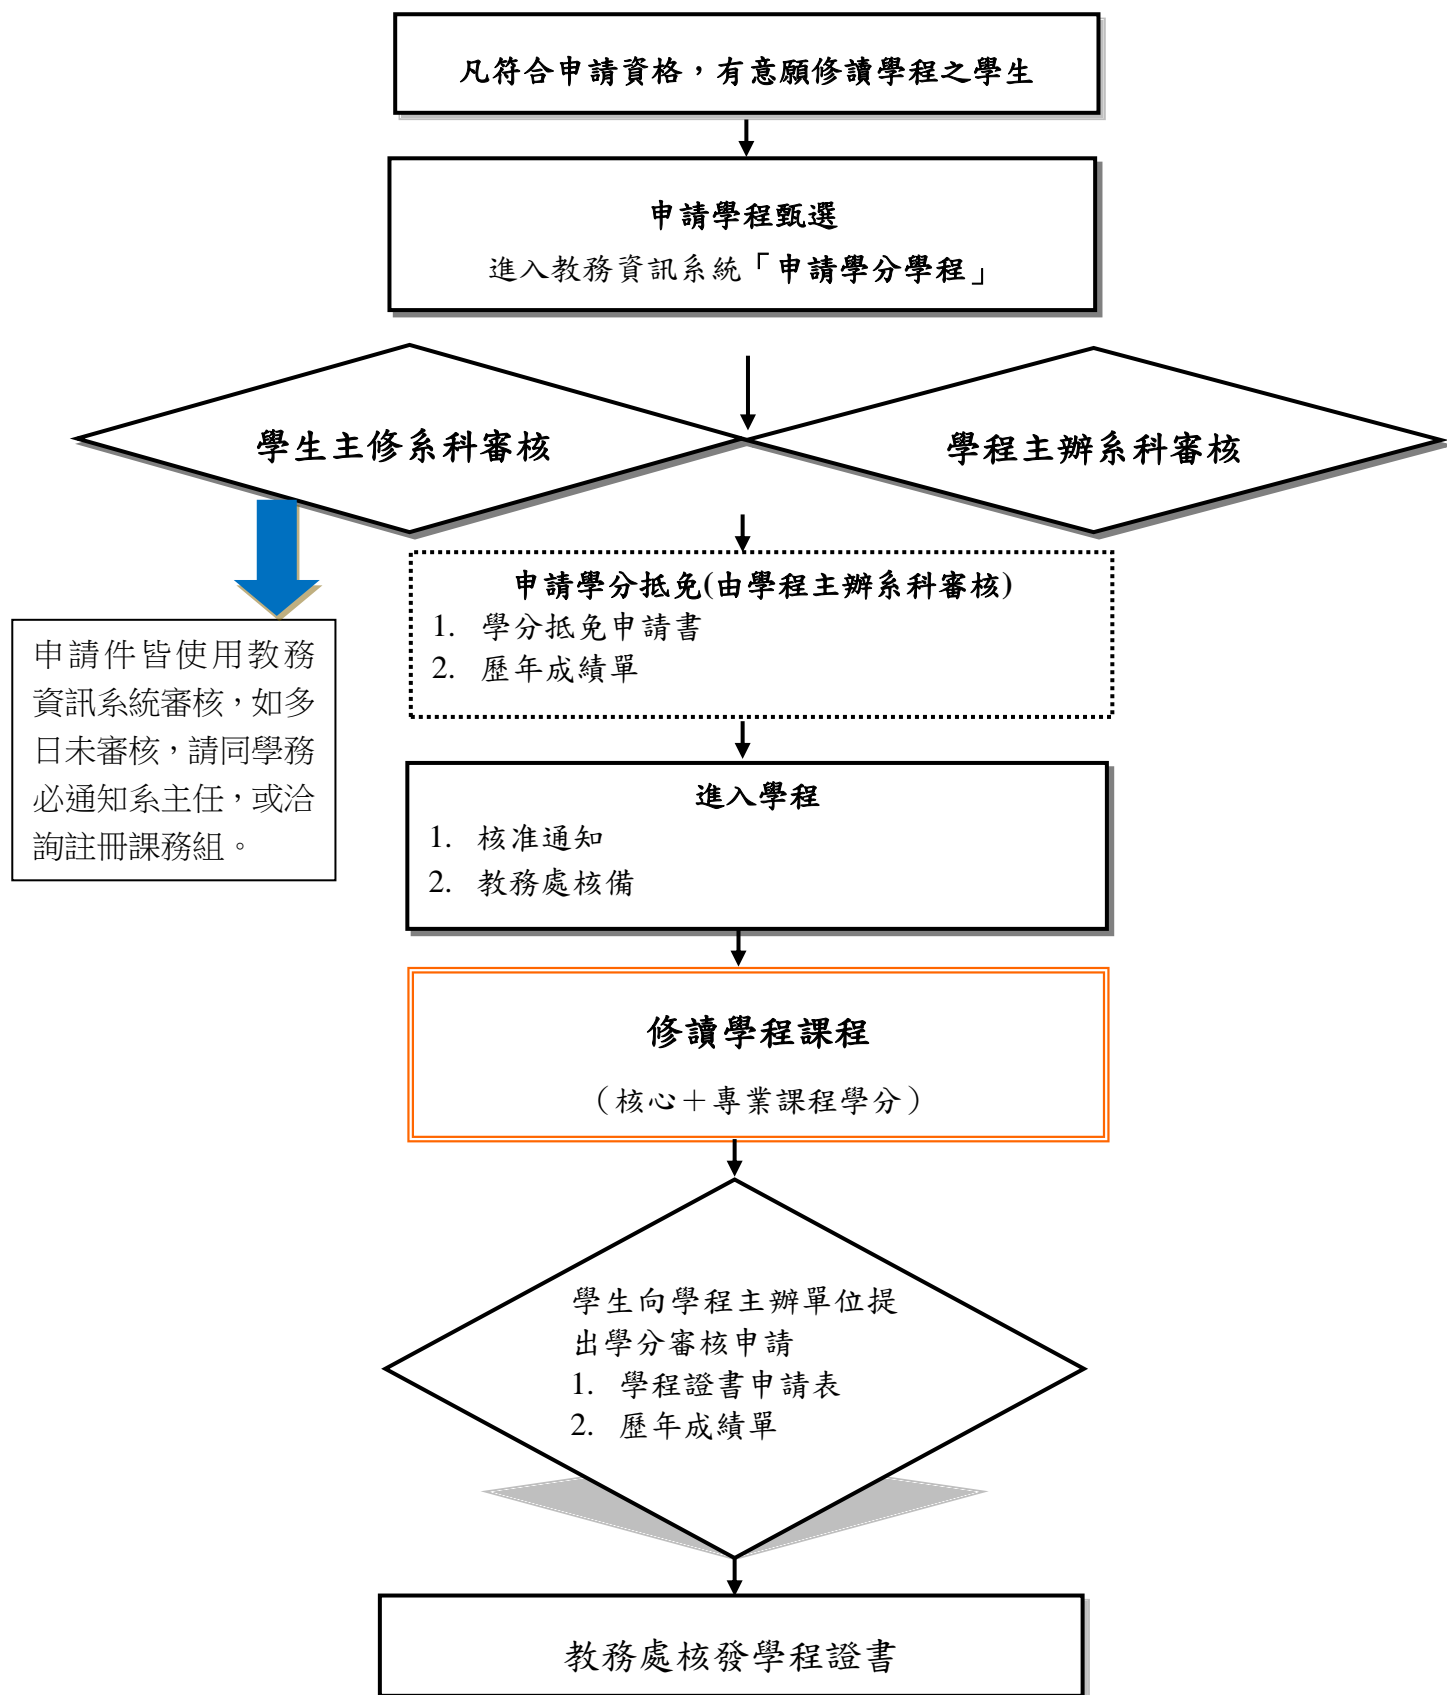 凡符合申請資格，有意願修讀學程之學生
申請學程甄選
進入教務資訊系統「申請學分學程」
學生主修系科審核
學程主辦系科審核
申請學分抵免(由學程主辦系科審核)
1. 學分抵免申請書
2. 歷年成績單
申請件皆使用教務
資訊系統審核，如多
日未審核，請同學務
必通知系主任，或洽
詢註冊課務組。
進入學程
1. 核准通知
2. 教務處核備
修讀學程課程
（核心＋專業課程學分）
學生向學程主辦單位提
出學分審核申請
1. 學程證書申請表
2. 歷年成績單
教務處核發學程證書